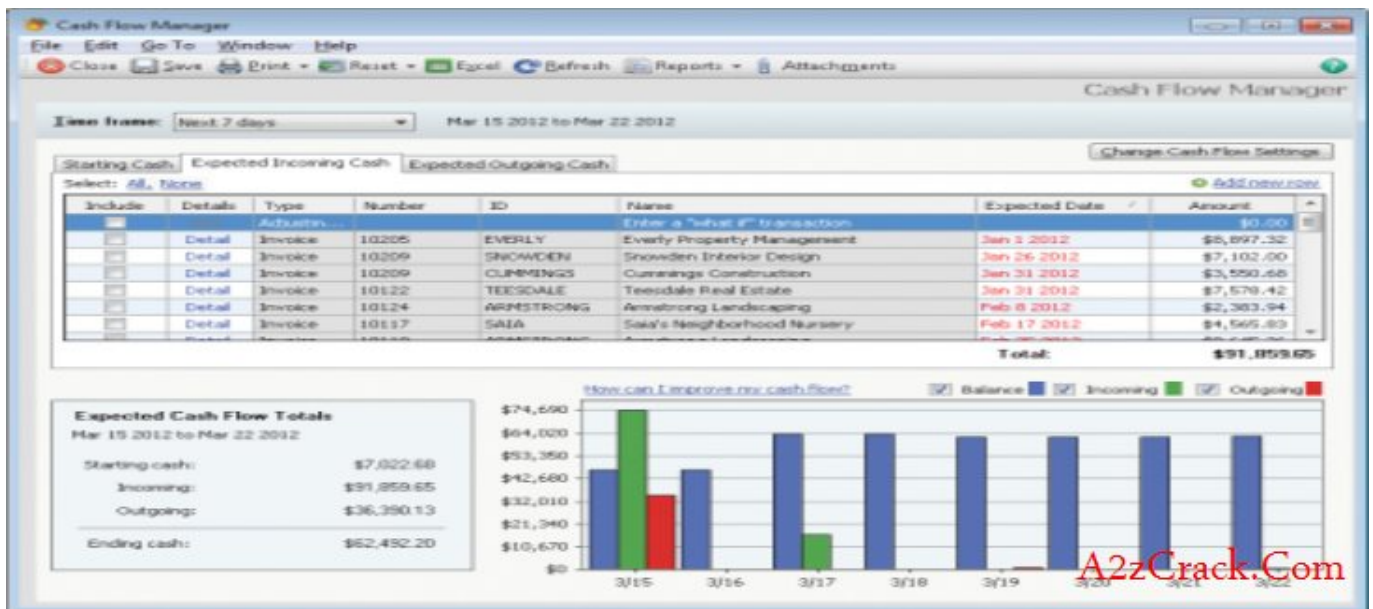 Cash Flow Manager
File Edit Go To Window Help
Close Save Print Reset Excel Refresh Reports Attachments
Cash Flow Manager
Time frame: Next 7 days Mar 15 2012 to Mar 22 2012
Change Cash Flow Settings
Starting Cash Expected Incoming Cash Expected Outgoing Cash
Select: All, None Add new row
Include Details Type Number ID Name Expected Date Amount
Adjustm... Enter a "what if" transaction $0.00
Detail Invoice 10205 EVERLY Everly Property Management Jan 1 2012 $8,897.32
Detail Invoice 10209 SNOWDEN Snowden Interior Design Jan 26 2012 $7,102.00
Detail Invoice 10209 CUMMINGS Cummings Construction Jan 31 2012 $3,550.68
Detail Invoice 10122 TEESDALE Teesdale Real Estate Jan 31 2012 $7,578.42
Detail Invoice 10124 ARMSTRONG Armstrong Landscaping Feb 8 2012 $2,383.94
Detail Invoice 10117 SAIA Saia's Neighborhood Nursery Feb 17 2012 $4,565.83
Total: $91,859.65
How can I improve my cash flow? Balance Incoming Outgoing
Expected Cash Flow Totals
Mar 15 2012 to Mar 22 2012
Starting cash: $7,022.68
Incoming: $91,859.65
Outgoing: $36,390.13
Ending cash: $62,492.20
$74,690
$64,020
$53,350
$42,680
$32,010
$21,340
$10,670
$0
3/15 3/16 3/17 3/18 3/19 3/20 3/21 3/22
A2zCrack.Com